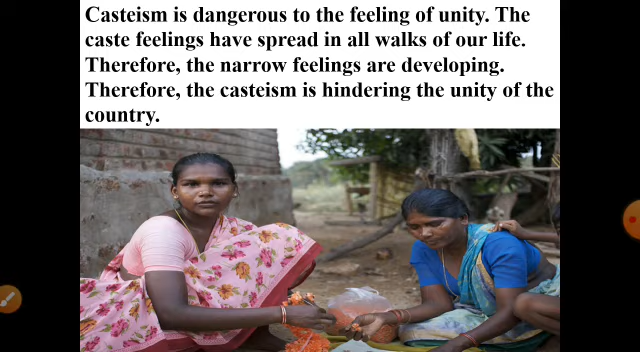 Casteism is dangerous to the feeling of unity. The
caste feelings have spread in all walks of our life.
Therefore, the narrow feelings are developing.
Therefore, the casteism is hindering the unity of the
country.